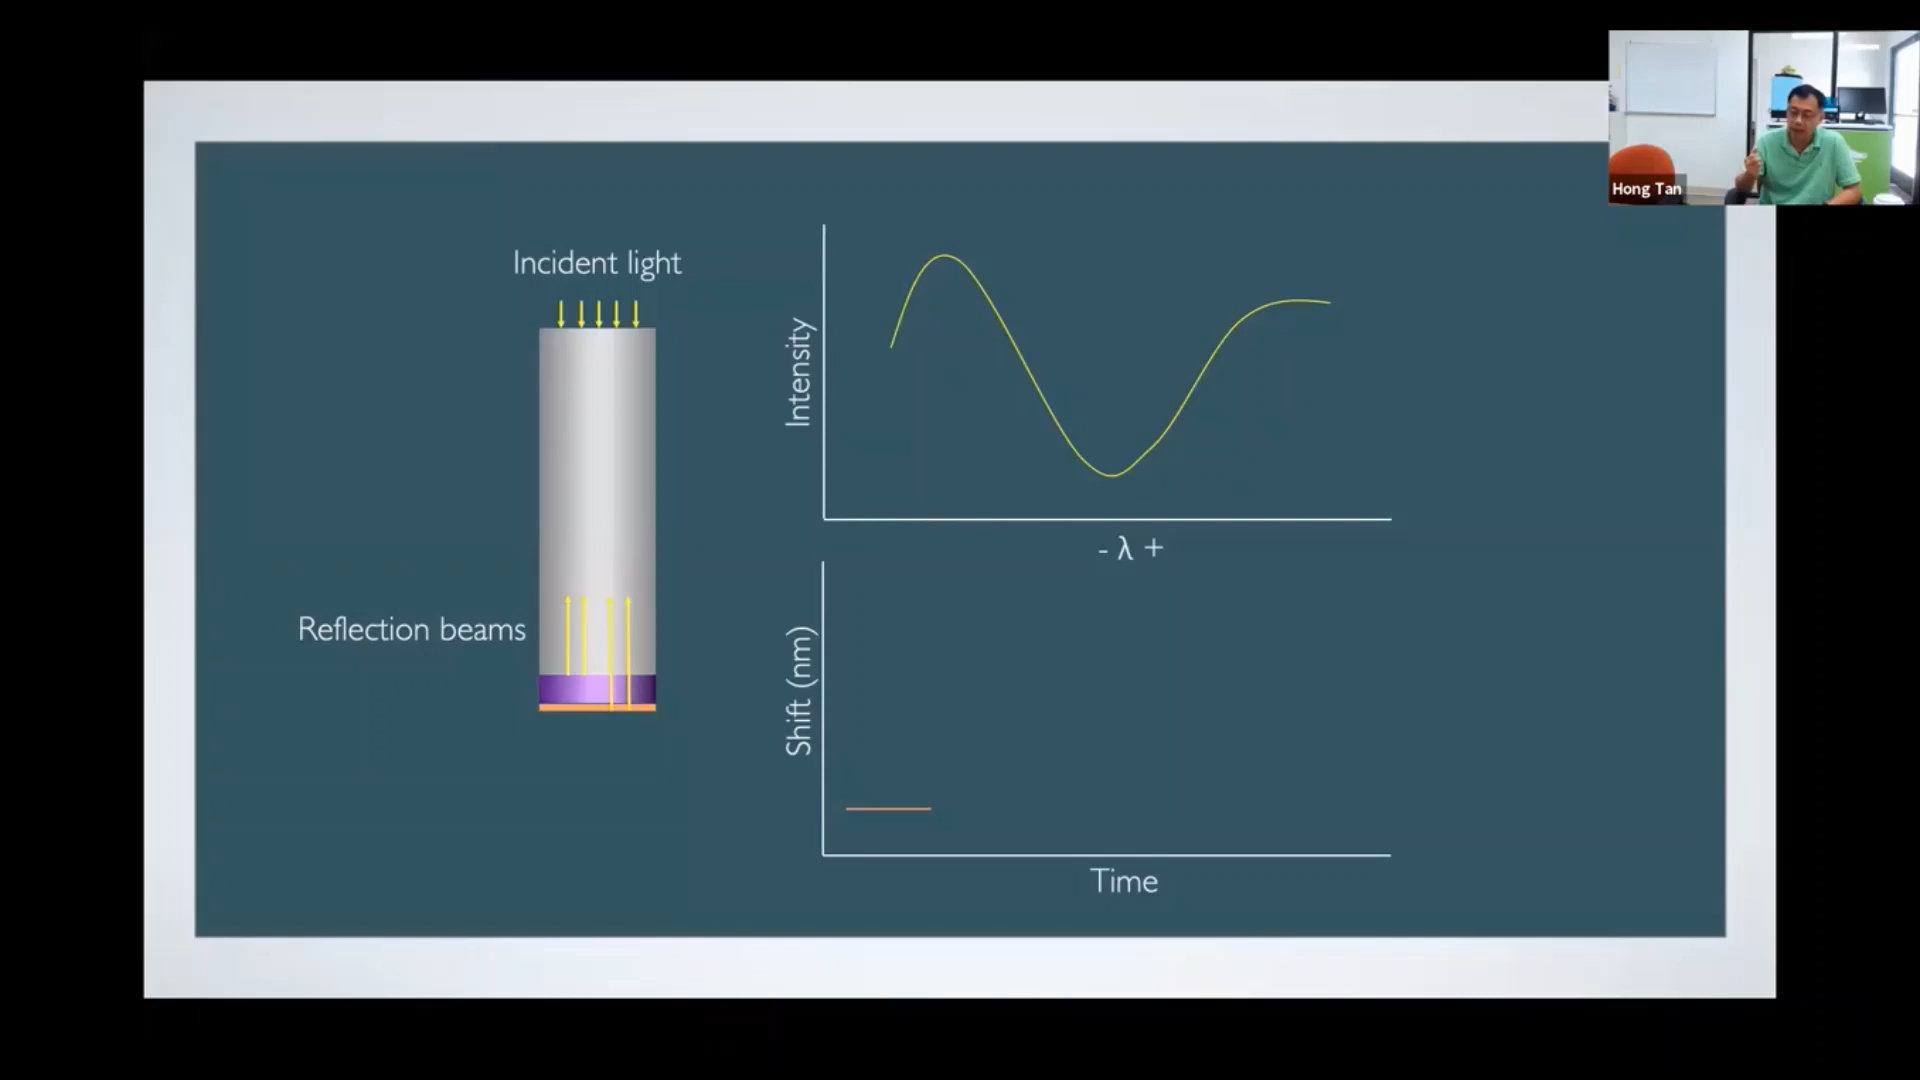 Hong Tan
Incident light
Intensity
- λ +
Reflection beams
Shift (nm)
Time